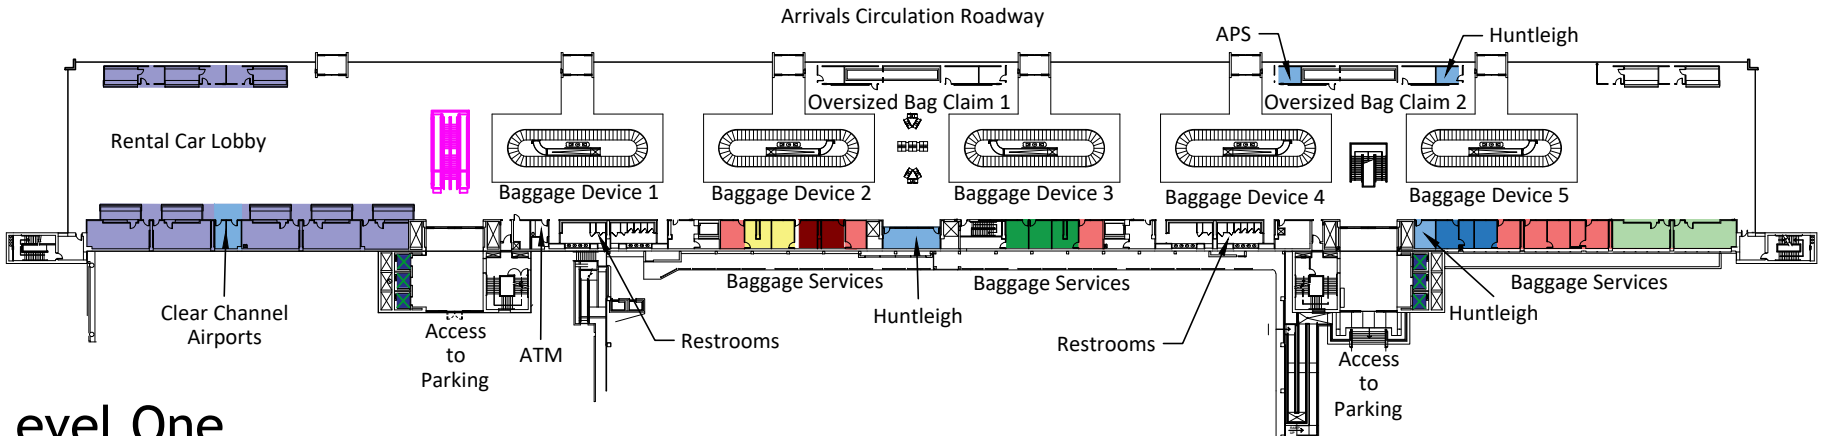 Arrivals Circulation Roadway
APS
Huntleigh
Oversized Bag Claim 1
Oversized Bag Claim 2
Rental Car Lobby
Baggage Device 1
Baggage Device 2
Baggage Device 3
Baggage Device 4
Baggage Device 5
Clear Channel
Airports
Access
to
Parking
ATM
Restrooms
Baggage Services
Huntleigh
Baggage Services
Restrooms
Access
to
Parking
Huntleigh
Baggage Services
evel One